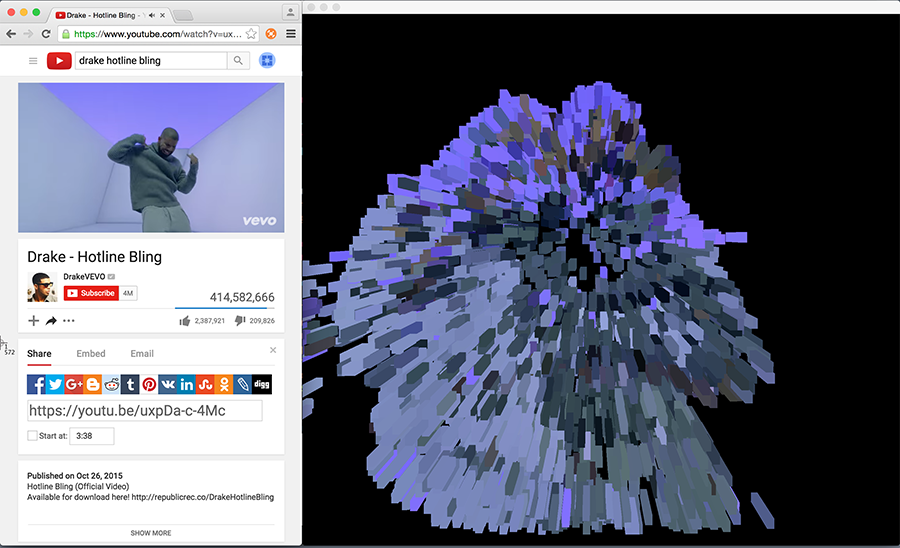 Drake - Hotline Bling -
https://www.youtube.com/watch?v=ux...
drake hotline bling
vevo
Drake - Hotline Bling
DrakeVEVO
Subscribe 4M
414,582,666
2,387,921 209,826
572
Share Embed Email
digg
https://youtu.be/uxpDa-c-4Mc
Start at: 3:38
Published on Oct 26, 2015
Hotline Bling (Official Video)
Available for download here! http://republicrec.co/DrakeHotlineBling
SHOW MORE